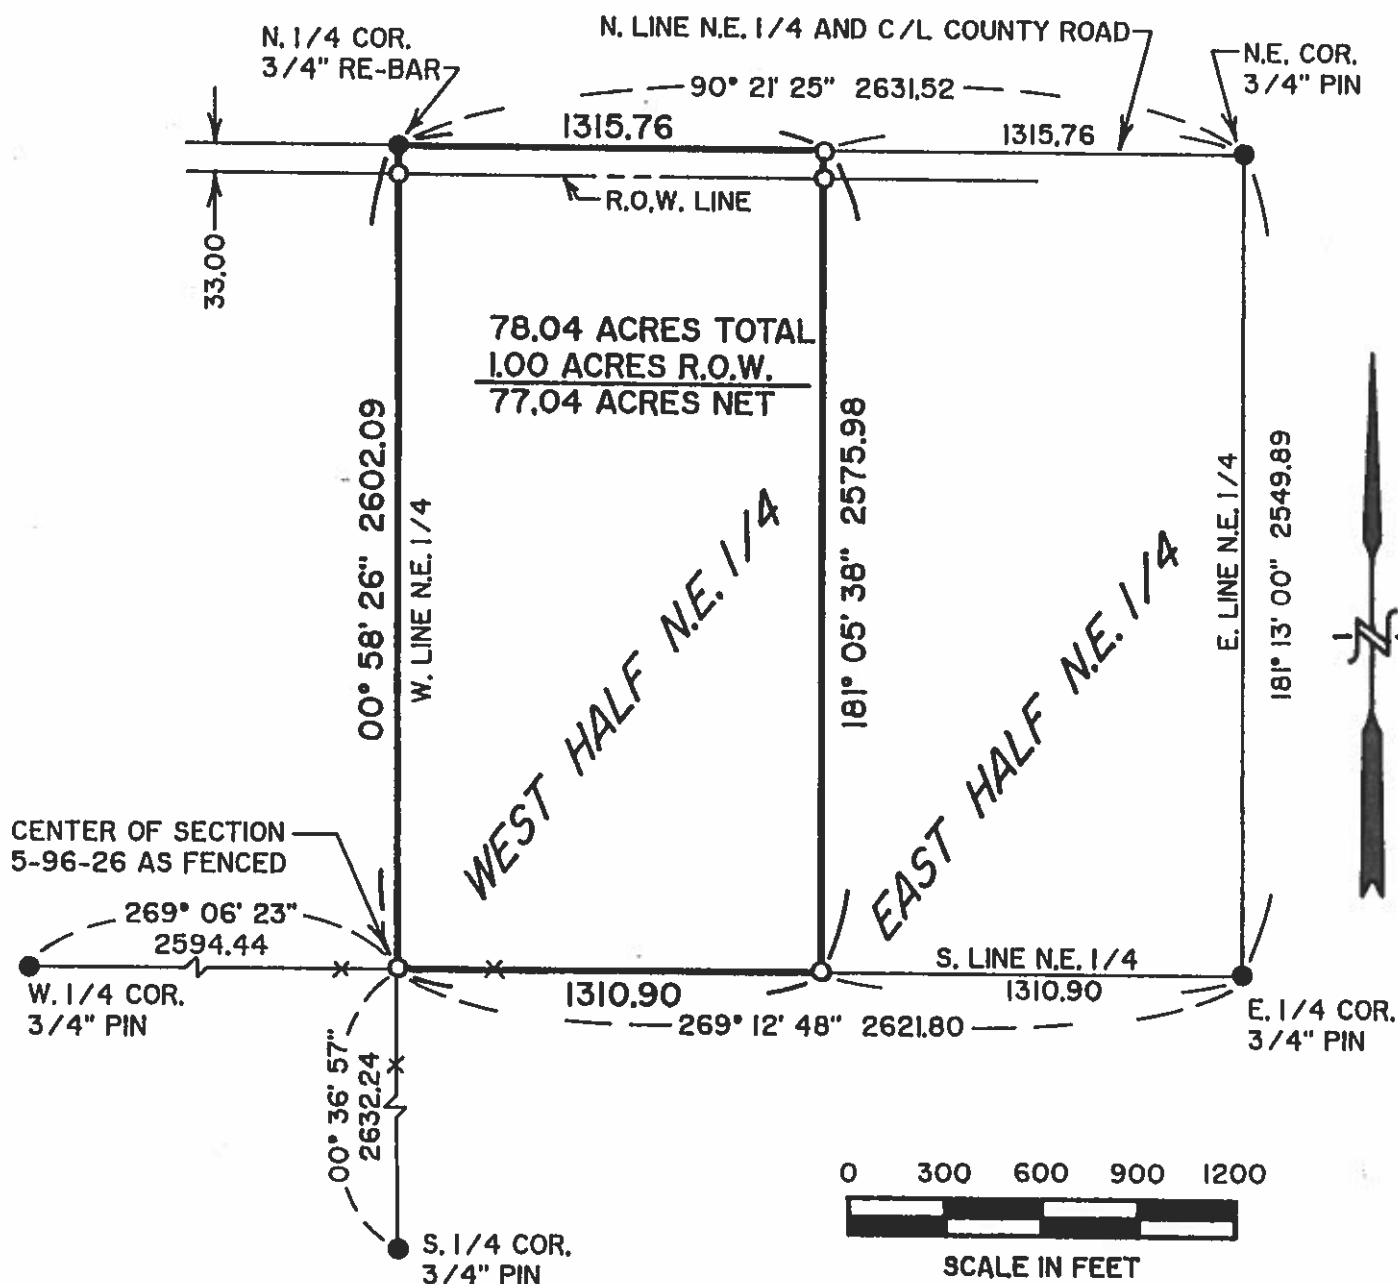 N. LINE N.E. 1/4 AND C/L COUNTY ROAD
N. 1/4 COR.
3/4" RE-BAR
N.E. COR.
3/4" PIN
90° 21' 25" 2631.52
1315.76
1315.76
R.O.W. LINE
33.00
78.04 ACRES TOTAL
1.00 ACRES R.O.W.
77.04 ACRES NET
00° 58' 26" 2602.09
W. LINE N.E. 1/4
WEST HALF N.E. 1/4
181° 05' 38" 2575.98
EAST HALF N.E. 1/4
E. LINE N.E. 1/4
181° 13' 00" 2549.89
N
CENTER OF SECTION
5-96-26 AS FENCED
269° 06' 23"
2594.44
W. 1/4 COR.
3/4" PIN
S. LINE N.E. 1/4
1310.90
1310.90
269° 12' 48" 2621.80
E. 1/4 COR.
3/4" PIN
00° 36' 57"
2632.24
S. 1/4 COR.
3/4" PIN
0 300 600 900 1200
SCALE IN FEET